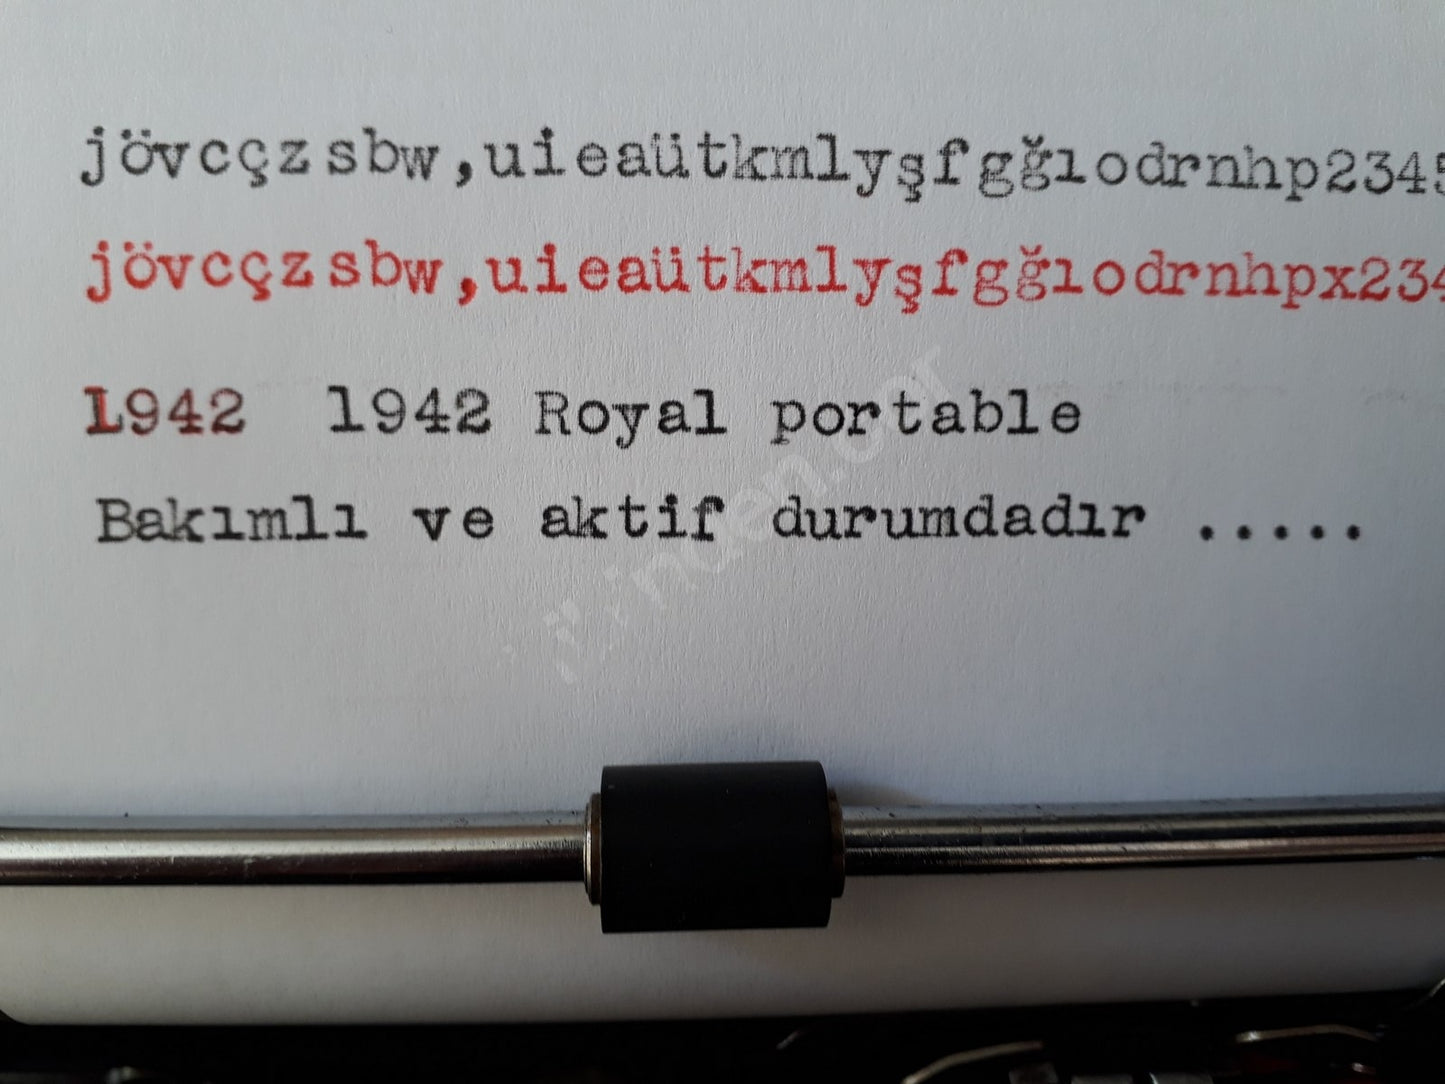 jövcçzsbw,uieaütkmlyşfgğıodrnhp2345
jövcçzsbw,uieaütkmlyşfgğıodrnhpx234
1942 1942 Royal portable
Bakımlı ve aktif durumdadır .....